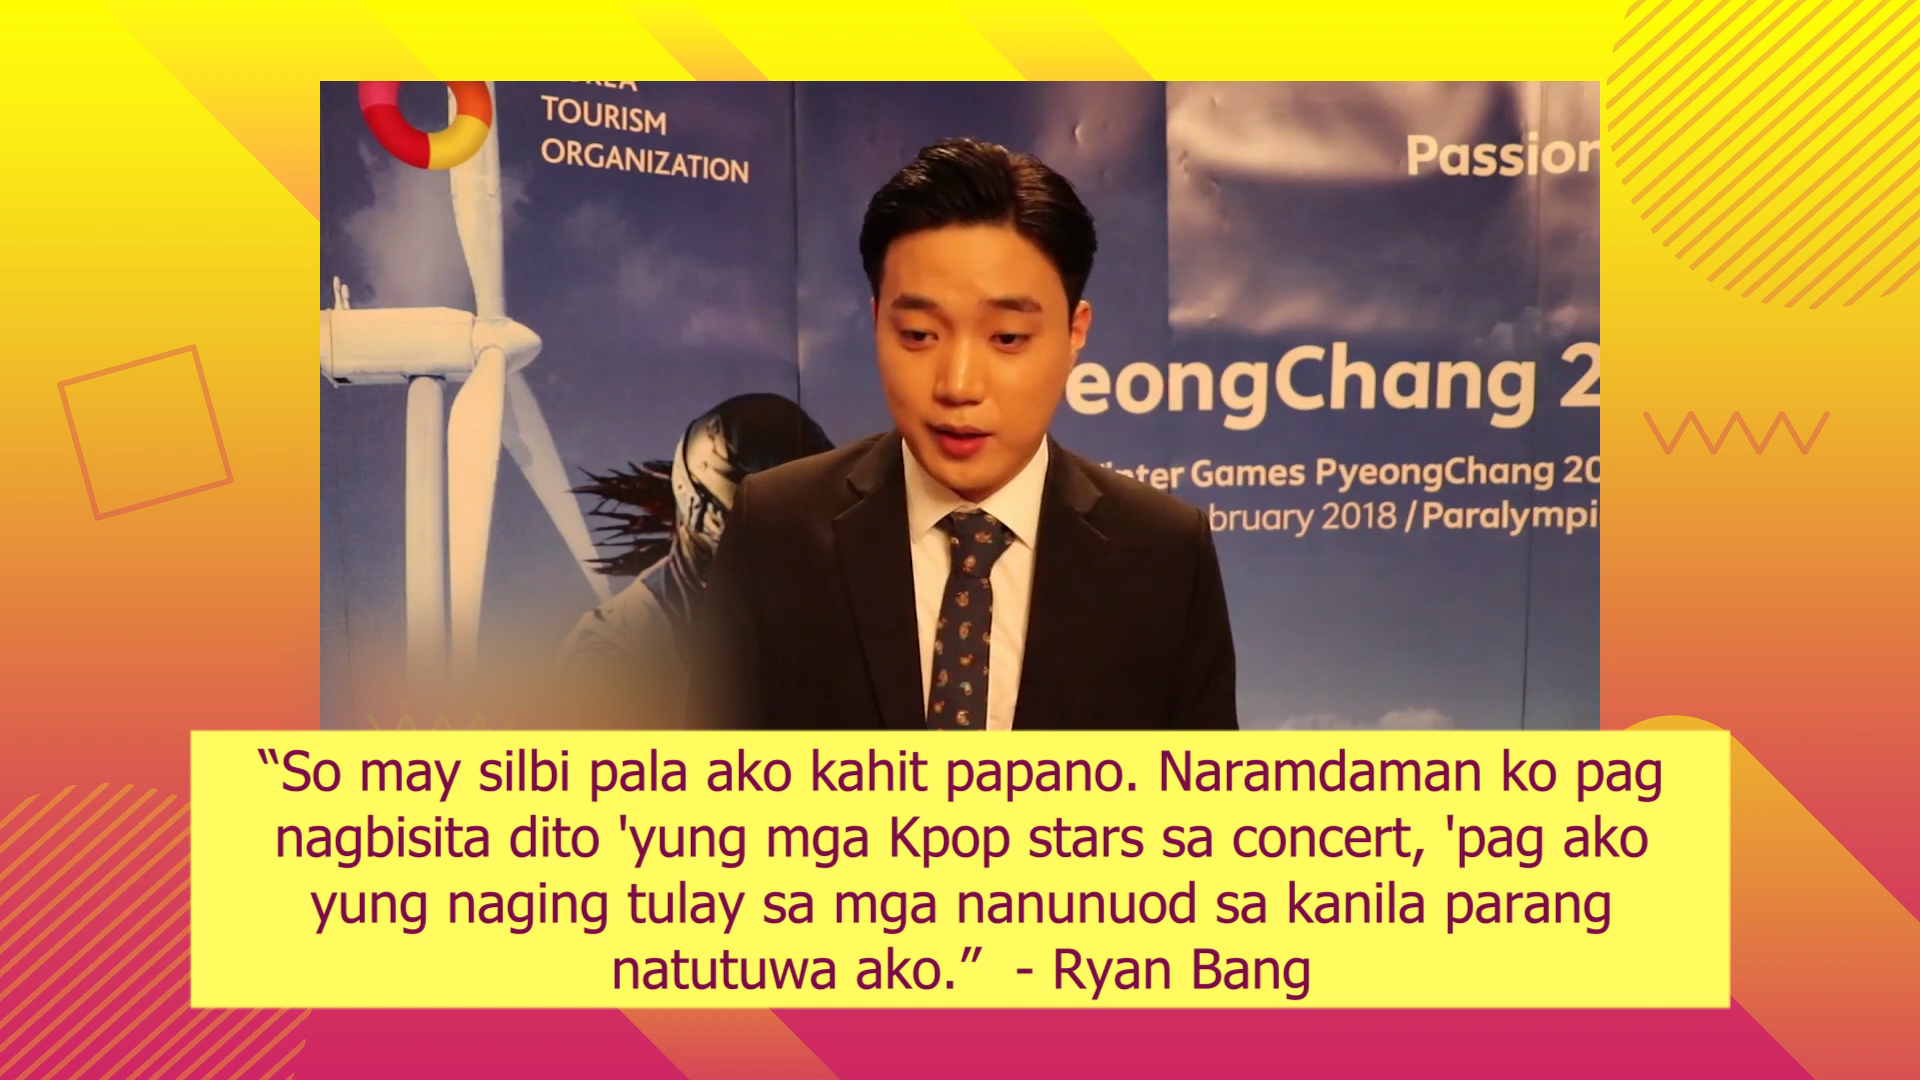 TOURISM
ORGANIZATION
Passion
eongChang 2
nter Games PyeongChang 20
bruary 2018 / Paralympi
“So may silbi pala ako kahit papano. Naramdaman ko pag
nagbisita dito 'yung mga Kpop stars sa concert, 'pag ako
yung naging tulay sa mga nanunuod sa kanila parang
natutuwa ako.” - Ryan Bang